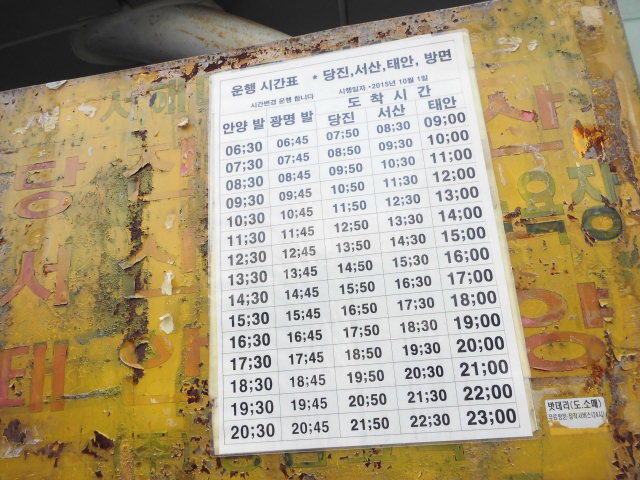 운행 시간표 * 당진,서산,태안, 방면
시간변경 운행 합니다 시행일자 ·2015년 10월 1일
도 착 시 간
안양 발 광명 발 당진 서산 태안
06;30 06;45 07;50 08;30 09;00
07;30 07;45 08;50 09;30 10;00
08;30 08;45 09;50 10;30 11;00
09;30 09;45 10;50 11;30 12;00
10;30 10;45 11;50 12;30 13;00
11;30 11;45 12;50 13;30 14;00
12;30 12;45 13;50 14;30 15;00
13;30 13;45 14;50 15;30 16;00
14;30 14;45 15;50 16;30 17;00
15;30 15;45 16;50 17;30 18;00
16;30 16;45 17;50 18;30 19;00
17;30 17;45 18;50 19;30 20;00
18;30 18;45 19;50 20;30 21;00
19;30 19;45 20;50 21;30 22;00
20;30 20;45 21;50 22;30 23;00
당
서
태
밧데리(도.소매)